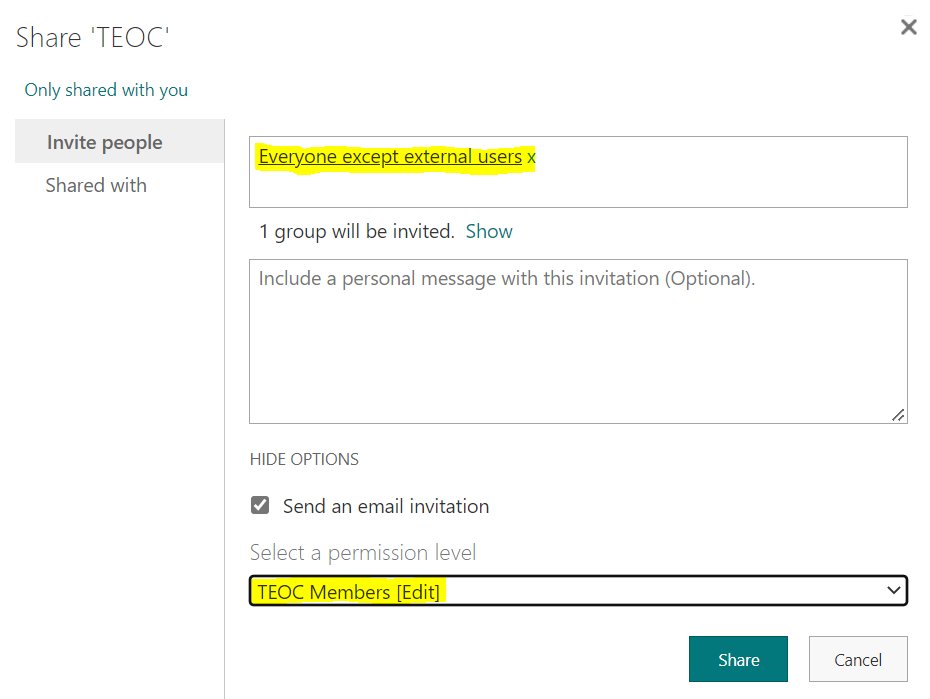 Share 'TEOC'
Only shared with you
Invite people
Shared with
Everyone except external users x
1 group will be invited. Show
Include a personal message with this invitation (Optional).
HIDE OPTIONS
Send an email invitation
Select a permission level
TEOC Members [Edit]
Share Cancel